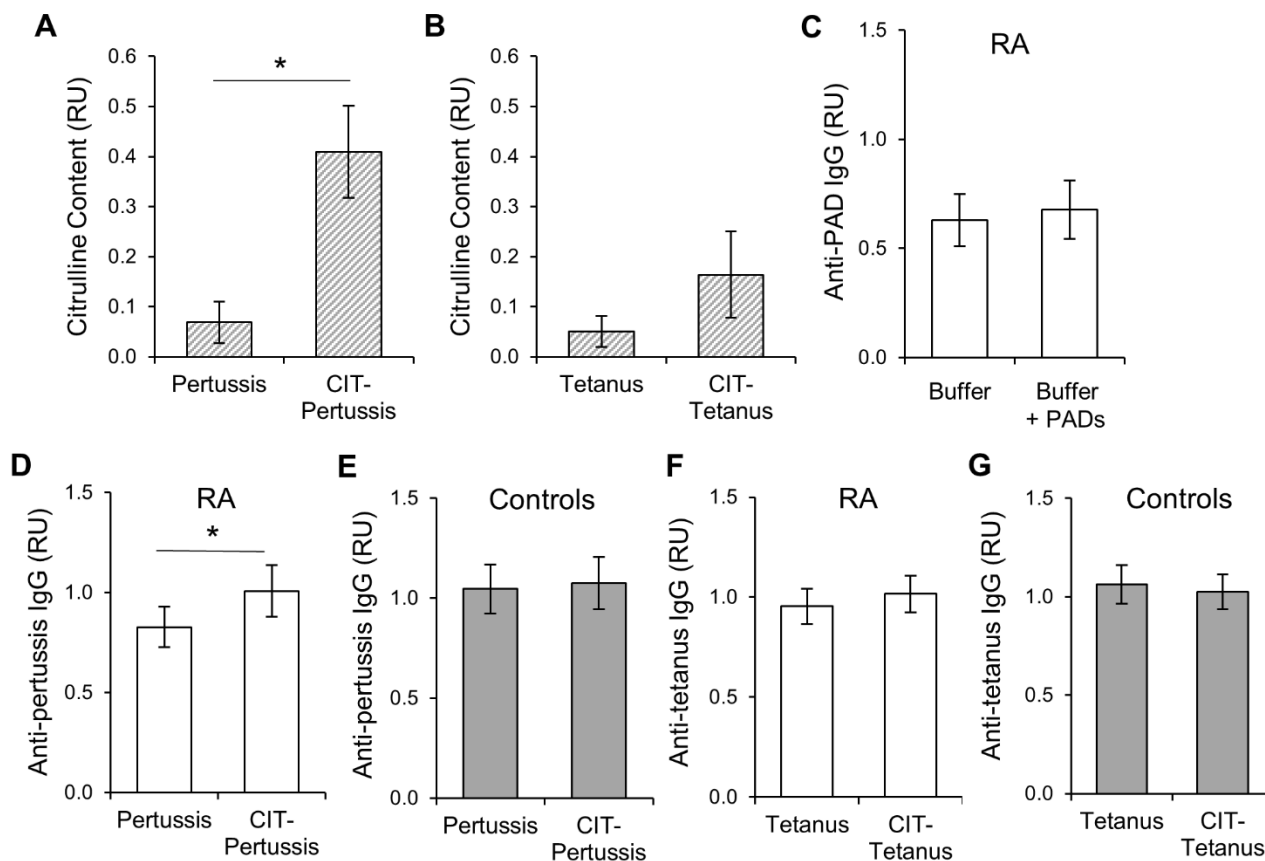 A
Citrulline Content (RU)
0.6
0.5
0.4
0.3
0.2
0.1
0.0
*
Pertussis
CIT-
Pertussis
B
Citrulline Content (RU)
0.6
0.5
0.4
0.3
0.2
0.1
0.0
Tetanus
CIT-
Tetanus
C
RA
Anti-PAD IgG (RU)
1.5
1.0
0.5
0.0
Buffer
Buffer
+ PADs
D
RA
Anti-pertussis IgG (RU)
1.5
1.0
0.5
0.0
*
Pertussis
CIT-
Pertussis
E
Controls
Anti-pertussis IgG (RU)
1.5
1.0
0.5
0.0
Pertussis
CIT-
Pertussis
F
RA
Anti-tetanus IgG (RU)
1.5
1.0
0.5
0.0
Tetanus
CIT-
Tetanus
G
Controls
Anti-tetanus IgG (RU)
1.5
1.0
0.5
0.0
Tetanus
CIT-
Tetanus